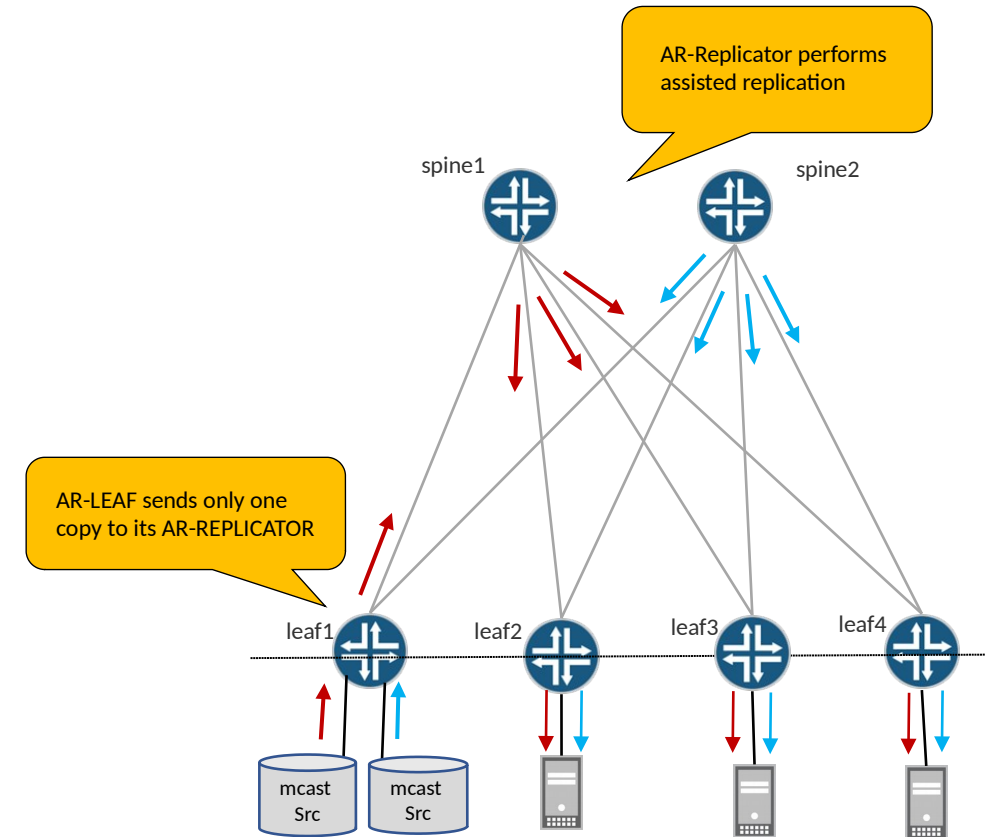 AR-Replicator performs
assisted replication
spine1
spine2
AR-LEAF sends only one
copy to its AR-REPLICATOR
leaf1
leaf2
leaf3
leaf4
mcast
Src
mcast
Src